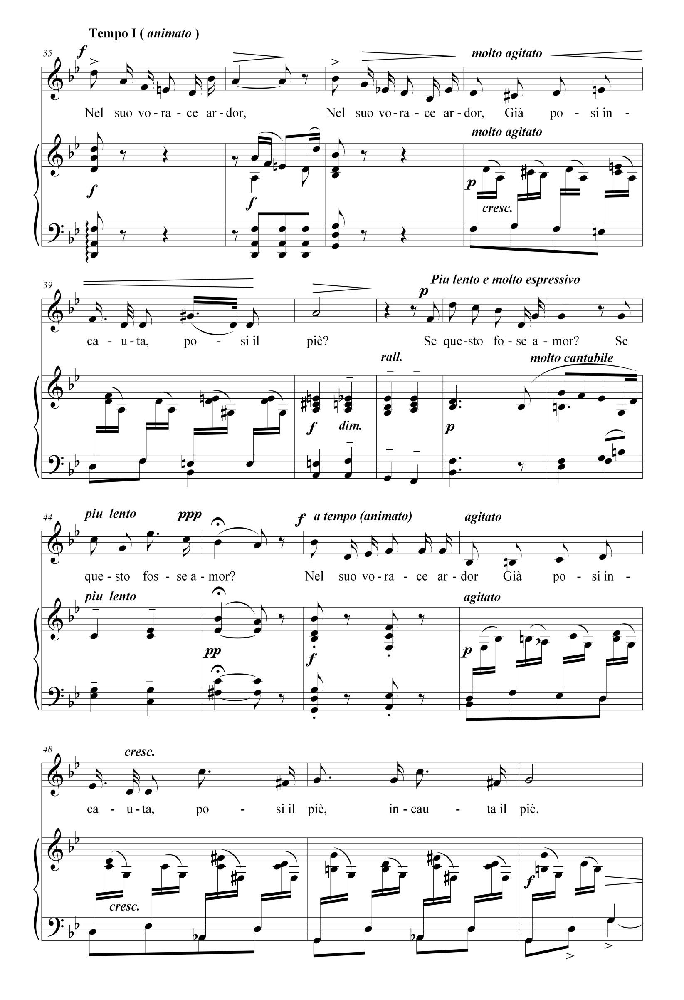 Tempo I ( animato )
f
35
molto agitato
Nel suo vo - ra - ce ar - dor, Nel suo vo - ra - ce ar - dor, Già po - si in -
molto agitato
f
f
p
cresc.
39
Piu lento e molto espressivo
p
ca - u - ta, po - si il piè? Se que - sto fo - se a - mor? Se
rall.
molto cantabile
f dim.
p
44
piu lento
ppp
f a tempo (animato)
agitato
que - sto fos - se a - mor? Nel suo vo - ra - ce ar - dor Già po - si in -
piu lento
agitato
pp
f
p
48
cresc.
ca - u - ta, po - si il piè, in - cau - ta il piè.
f
cresc.